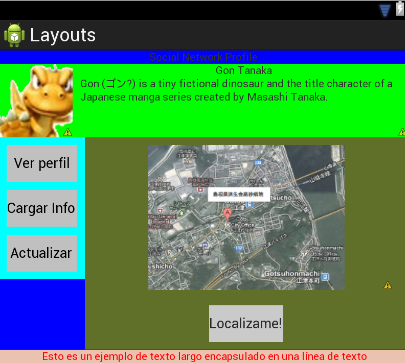 Layouts
Social Network Profile
Gon Tanaka
Gon (ゴン?) is a tiny fictional dinosaur and the title character of a
Japanese manga series created by Masashi Tanaka.
Ver perfil
Cargar Info
Actualizar
A
Gotsuhonmachi
Localizame!
Esto es un ejemplo de texto largo encapsulado en una línea de texto